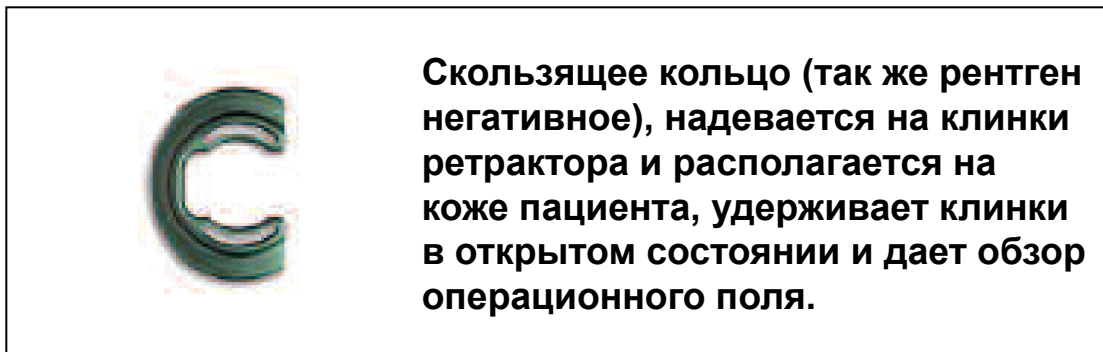 Скользящее кольцо (так же рентген
негативное), надевается на клинки
ретрактора и располагается на
коже пациента, удерживает клинки
в открытом состоянии и дает обзор
операционного поля.